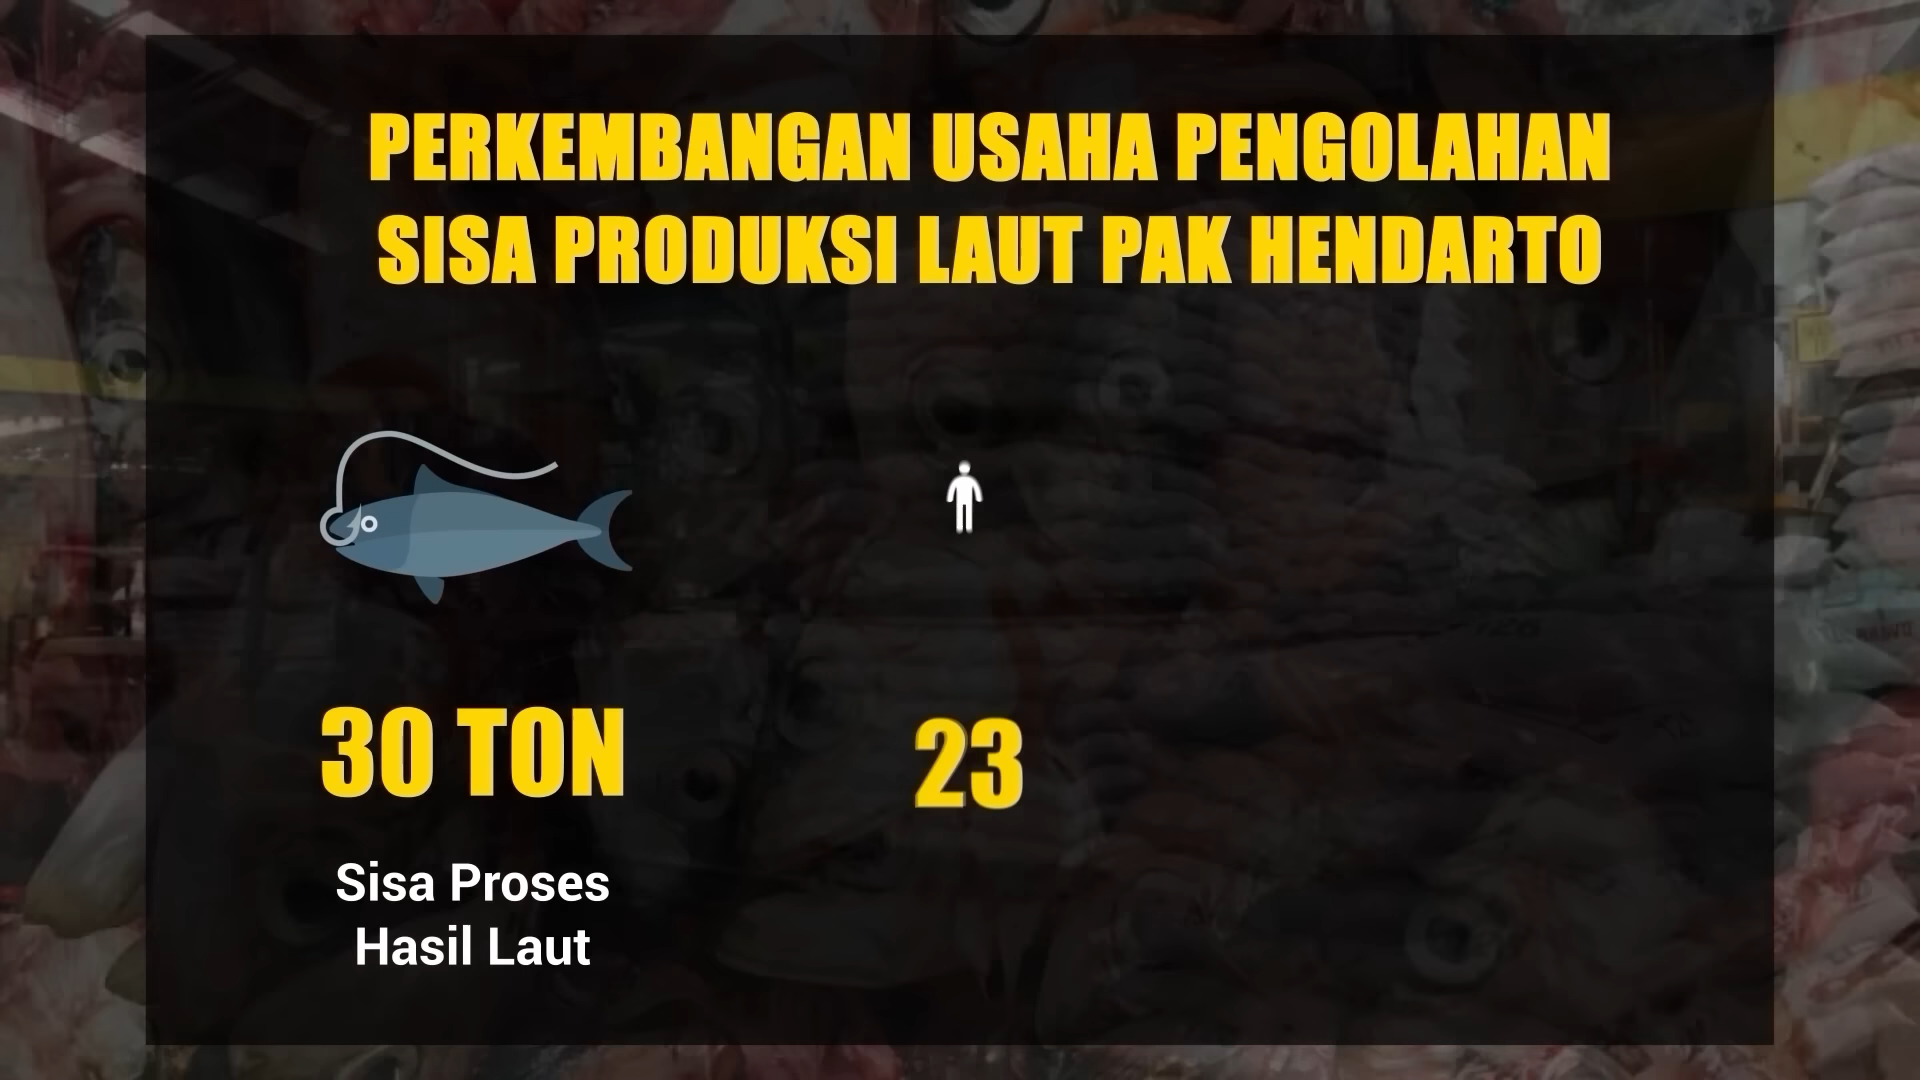 PERKEMBANGAN USAHA PENGOLAHAN
SISA PRODUKSI LAUT PAK HENDARTO
30 TON
23
Sisa Proses
Hasil Laut